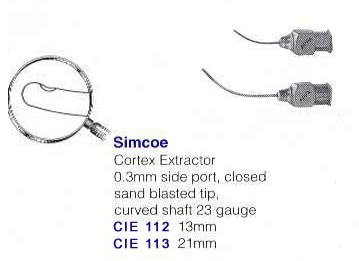 Simcoe
Cortex Extractor
0.3mm side port, closed
sand blasted tip,
curved shaft 23 gauge
CIE 112 13mm
CIE 113 21mm